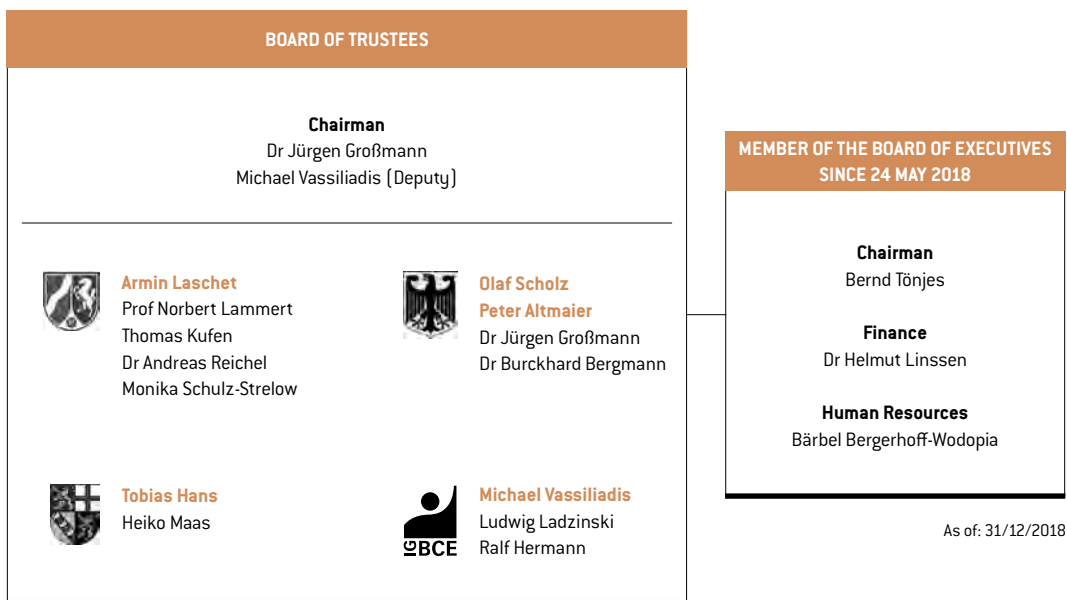 BOARD OF TRUSTEES
Chairman
Dr Jürgen Großmann
Michael Vassiliadis (Deputy)
Armin Laschet
Prof Norbert Lammert
Thomas Kufen
Dr Andreas Reichel
Monika Schulz-Strelow
Olaf Scholz
Peter Altmaier
Dr Jürgen Großmann
Dr Burckhard Bergmann
Tobias Hans
Heiko Maas
IGBCE
Michael Vassiliadis
Ludwig Ladzinski
Ralf Hermann
MEMBER OF THE BOARD OF EXECUTIVES
SINCE 24 MAY 2018
Chairman
Bernd Tönjes
Finance
Dr Helmut Linssen
Human Resources
Bärbel Bergerhoff-Wodopia
As of: 31/12/2018